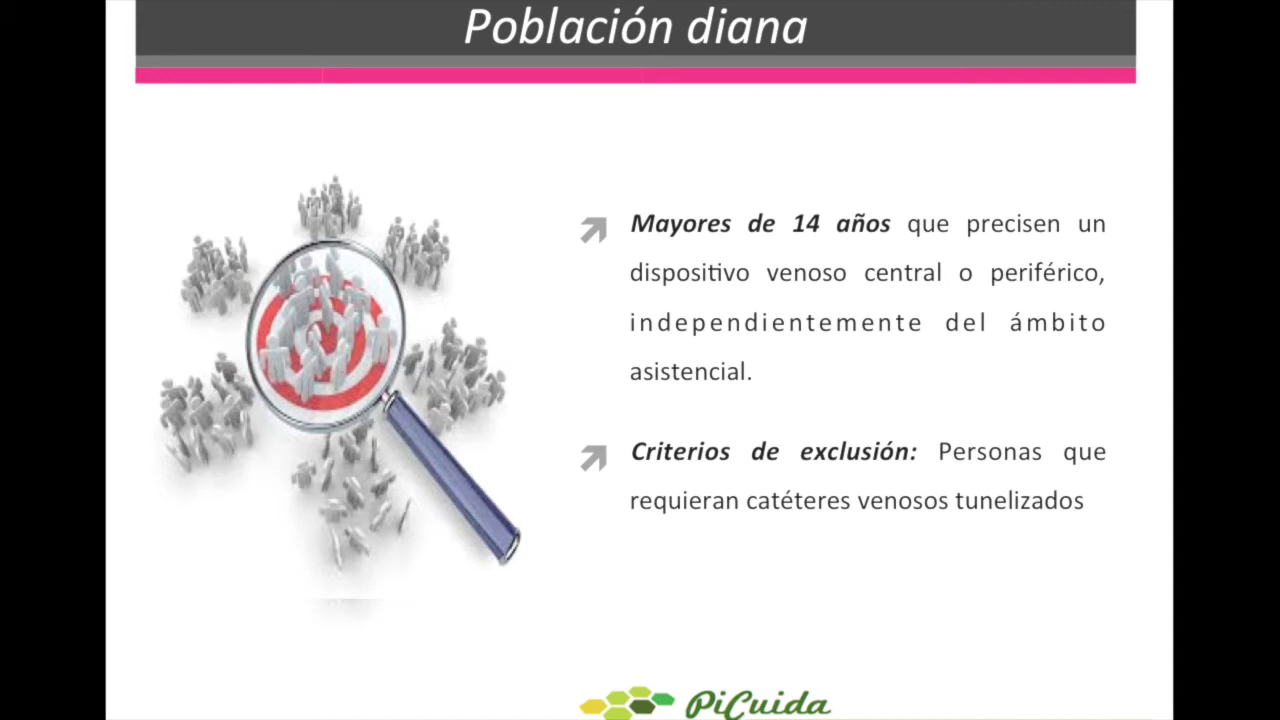 Población diana
Mayores de 14 años que precisen un
dispositivo venoso central o periférico,
independientemente del ámbito
asistencial.
Criterios de exclusión: Personas que
requieran catéteres venosos tunelizados
PiCuida